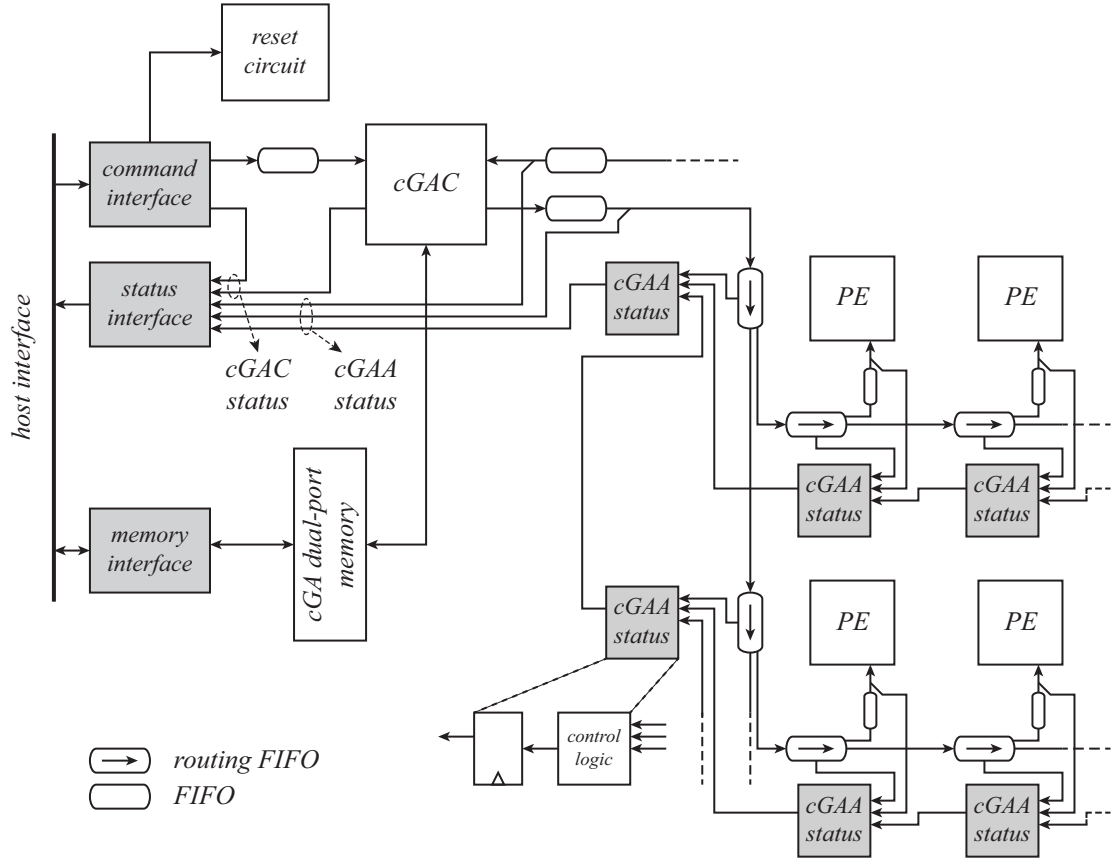 reset
circuit
command
interface
cGAC
status
interface
cGAA
status
PE
PE
cGAC
status
cGAA
status
host interface
cGAA
status
cGAA
status
memory
interface
cGA dual-port
memory
cGAA
status
PE
PE
control
logic
routing FIFO
FIFO
cGAA
status
cGAA
status